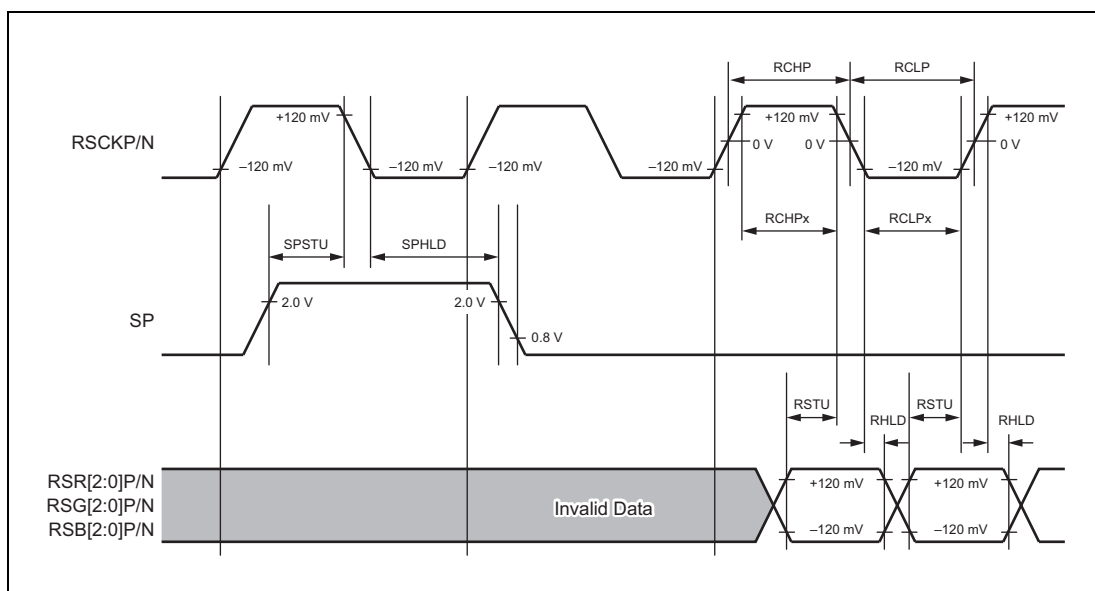 RCHP
RCLP
RSCKP/N
+120 mV
–120 mV
–120 mV
–120 mV
–120 mV
+120 mV
0 V
0 V
–120 mV
+120 mV
0 V
RCHPx
RCLPx
SPSTU
SPHLD
SP
2.0 V
2.0 V
0.8 V
RSTU
RHLD
RSTU
RHLD
RSR[2:0]P/N
RSG[2:0]P/N
RSB[2:0]P/N
Invalid Data
+120 mV
+120 mV
–120 mV
–120 mV